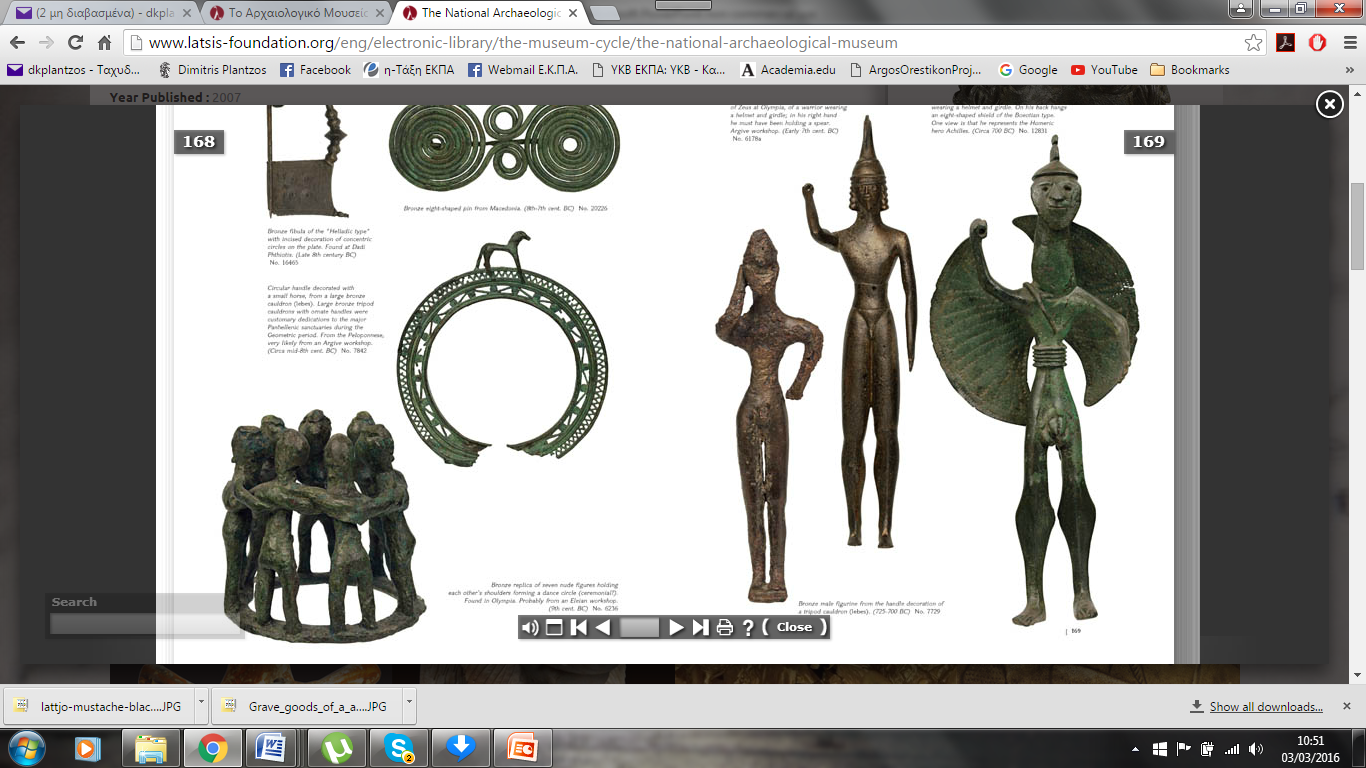 (2 μη διαβασμένα) - dkpla
Το Αρχαιολογικό Μουσείο
The National Archaeologic
www.latsis-foundation.org/eng/electronic-library/the-museum-cycle/the-national-archaeological-museum
dkplantzos - Ταχυδ...
Dimitris Plantzos
Facebook
η-Τάξη ΕΚΠΑ
Webmail Ε.Κ.Π.Α.
ΥΚΒ ΕΚΠΑ: ΥΚΒ - Κα...
Academia.edu
ArgosOrestikonProj...
Google
YouTube
Bookmarks
»
Year Published : 2007
168
Bronze eight-shaped pin from Macedonia. (8th-7th cent. BC) No. 20226
Bronze fibula of the "Helladic type"
with incised decoration of concentric
circles on the plate. Found at Dadi
Phthiotis. (Late 8th century BC)
No. 16465
Circular handle decorated with
a small horse, from a large bronze
cauldron (lebes). Large bronze tripod
cauldrons with ornate handles were
customary dedications to the major
Panhellenic sanctuaries during the
Geometric period. From the Peloponnese,
very likely from an Argive workshop.
(Circa mid-8th cent. BC) No. 7842
Bronze replica of seven nude figures holding
each other's shoulders forming a dance circle (ceremonial?).
Found in Olympia. Probably from an Eleian workshop.
(9th cent. BC) No. 6236
of Zeus at Olympia, of a warrior wearing
a helmet and girdle; in his right hand
he must have been holding a spear.
Argive workshop. (Early 7th cent. BC)
No. 6178a
wearing a helmet and girdle. On his back hangs
an eight-shaped shield of the Boeotian type.
One view is that he represents the Homeric
hero Achilles. (Circa 700 BC) No. 12831
169
Bronze male figurine from the handle decoration of
a tripod cauldron (lebes). (725-700 BC) No. 7729
| 169
Search
? ( Close )
lattjo-mustache-blac....JPG
Grave_goods_of_a_a....JPG
Show all downloads...
2
10:51
03/03/2016